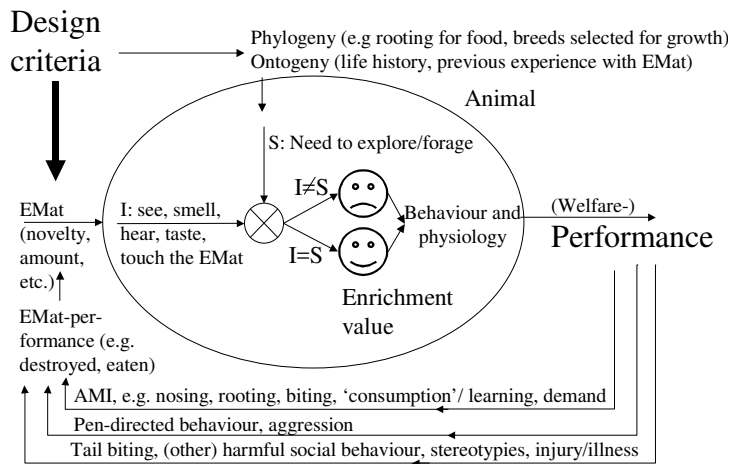 Design
criteria
Phylogeny (e.g rooting for food, breeds selected for growth)
Ontogeny (life history, previous experience with EMat)
Animal
S: Need to explore/forage
I≠S
EMat
(novelty,
amount,
etc.)
I: see, smell,
hear, taste,
touch the EMat
I=S
Behaviour and
physiology
(Welfare-)
Performance
Enrichment
value
EMat-per-
formance (e.g.
destroyed, eaten)
AMI, e.g. nosing, rooting, biting, ‘consumption’/ learning, demand
Pen-directed behaviour, aggression
Tail biting, (other) harmful social behaviour, stereotypies, injury/illness